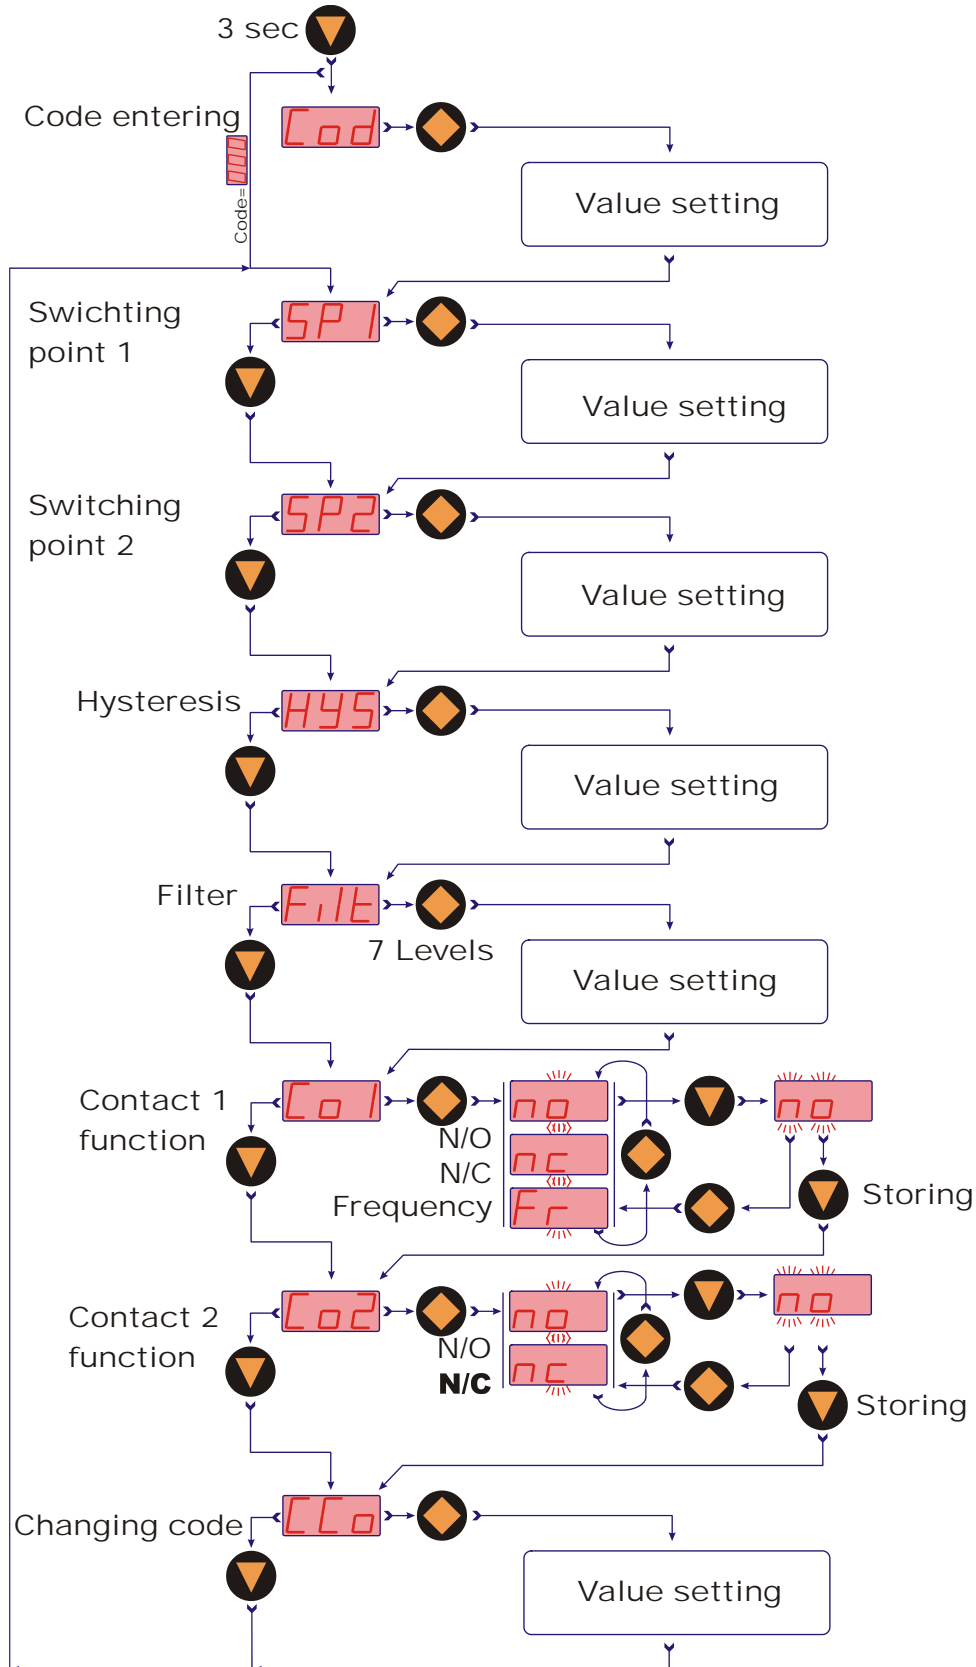 3 sec
Code entering
Cod
Code=
Value setting
Swichting
point 1
SP1
Value setting
Switching
point 2
SP2
Value setting
Hysteresis
HYS
Value setting
Filter
Filt
7 Levels
Value setting
Contact 1
function
Co1
no
N/O
nc
N/C
Fr
Frequency
no
Storing
Contact 2
function
Co2
no
N/O
nc
N/C
no
Storing
Changing code
CCo
Value setting